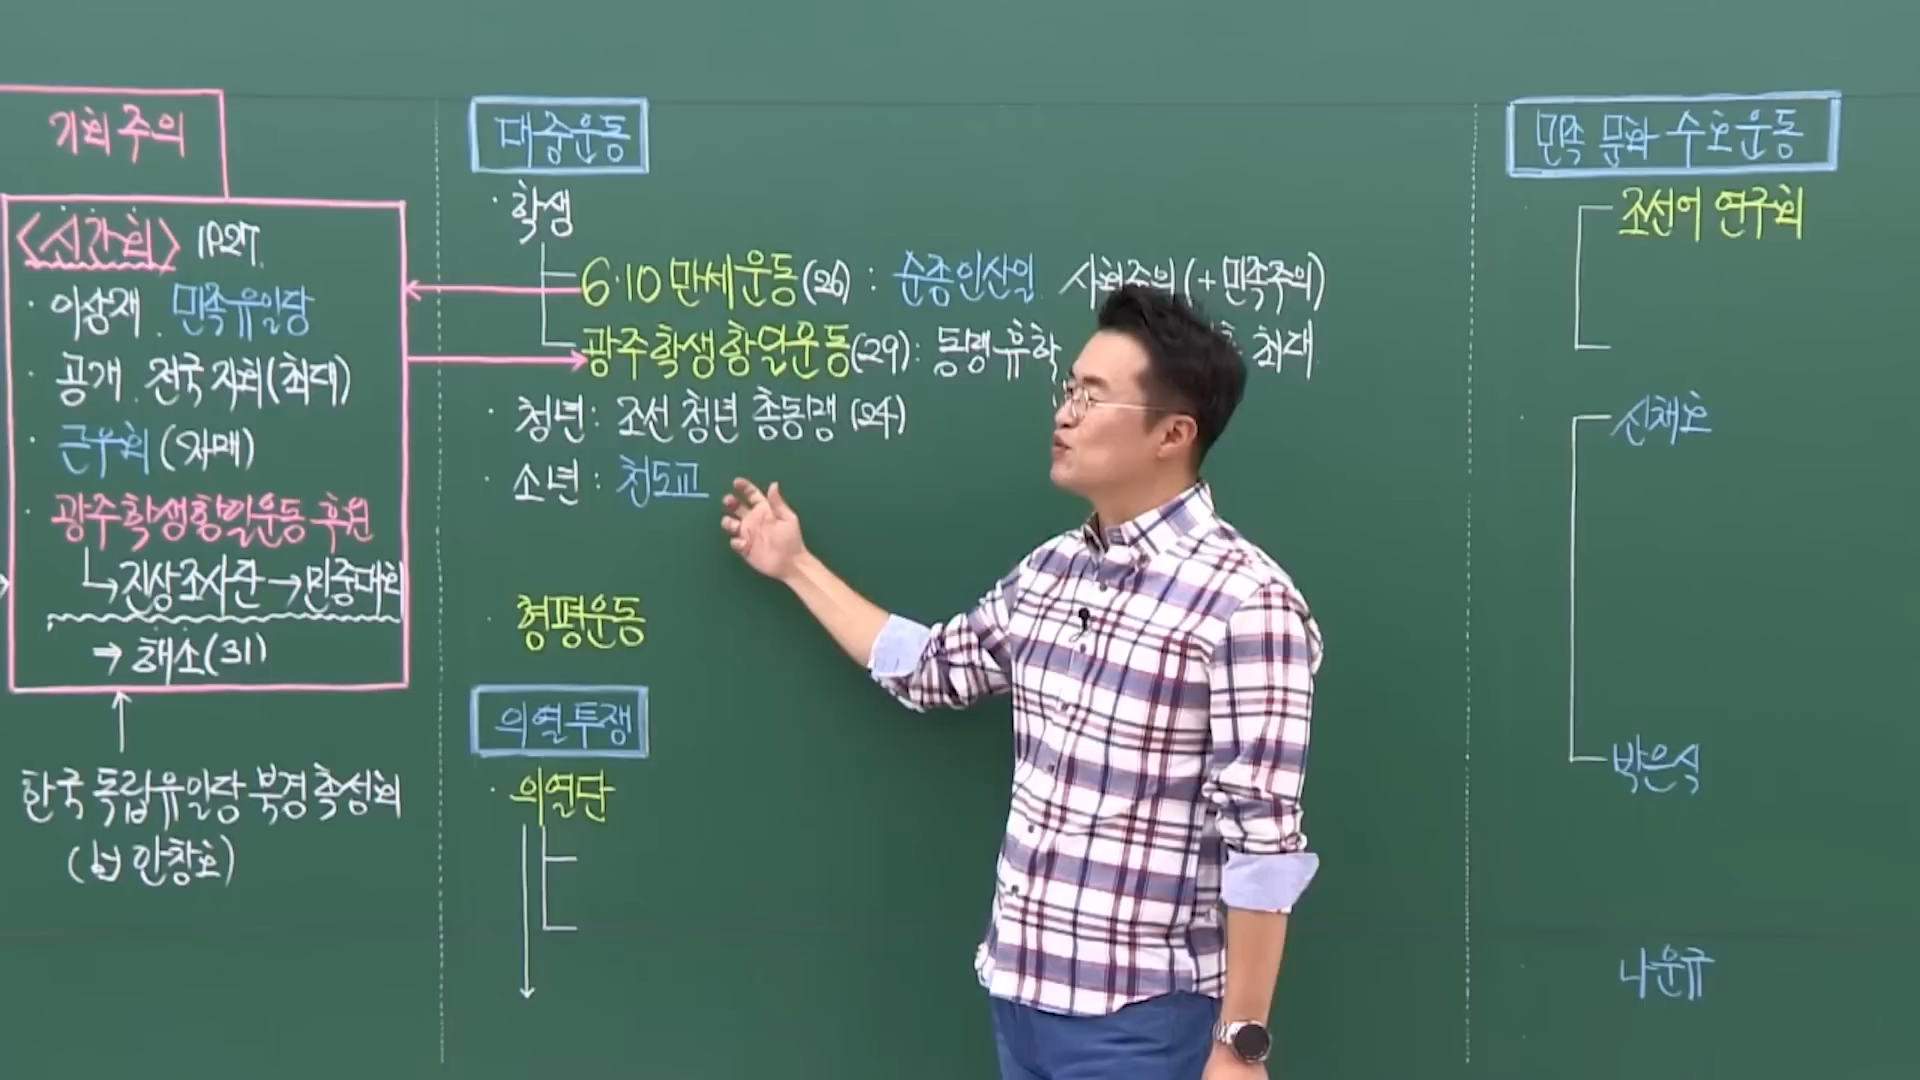 기회주의
<신간회> 1927.
· 이상재. 민족유일당
· 공개. 전국 지회(최대)
· 근우회 (자매)
· 광주학생항일운동 후원
↳진상조사단→민중대회
⇒ 해소(31)
한국독립유일당 북경촉성회
(by 안창호)
대중운동
· 학생
6·10 만세운동(26) : 순종인산일. 사회주의(+민족주의)
광주학생항일운동(29) : 동맹휴학 최대.
· 청년 : 조선 청년 총동맹 (24)
· 소년 : 천도교
· 형평운동
의열투쟁
· 의열단
민족 문화 수호운동
조선어 연구회
신채호
박은식
나운규